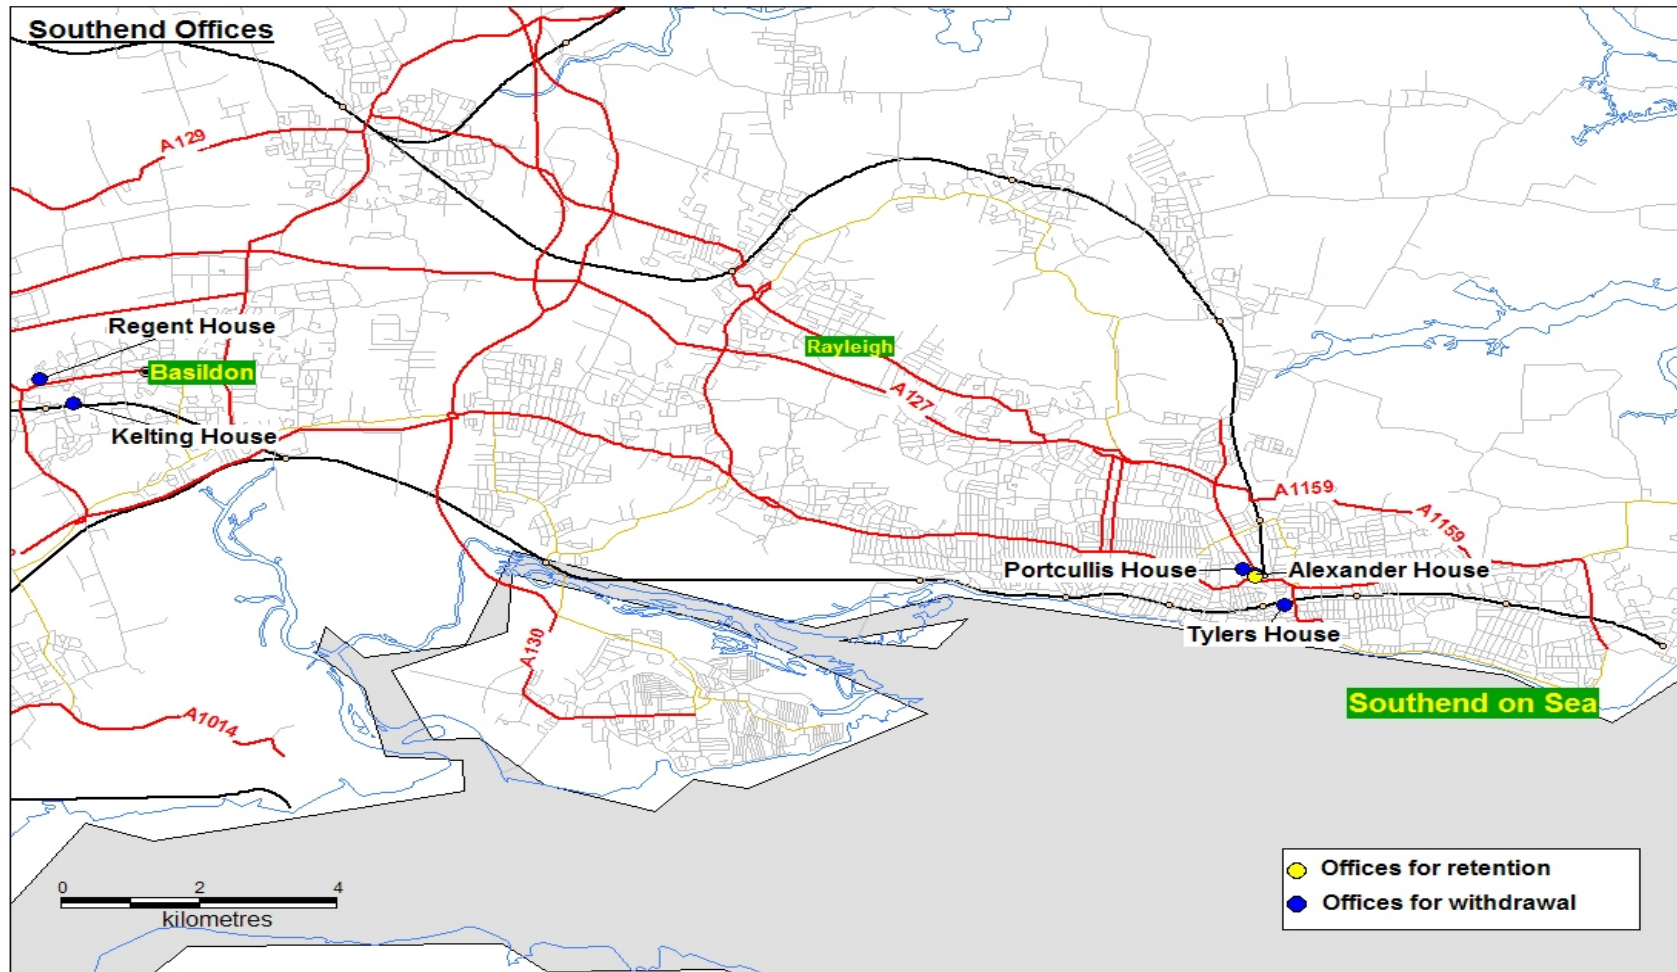 Southend Offices
A129
Regent House
Basildon
Rayleigh
A127
Kelting House
A1159
A1159
Portcullis House
Alexander House
Tylers House
A130
Southend on Sea
A1014
Offices for retention
Offices for withdrawal
0 2 4
kilometres